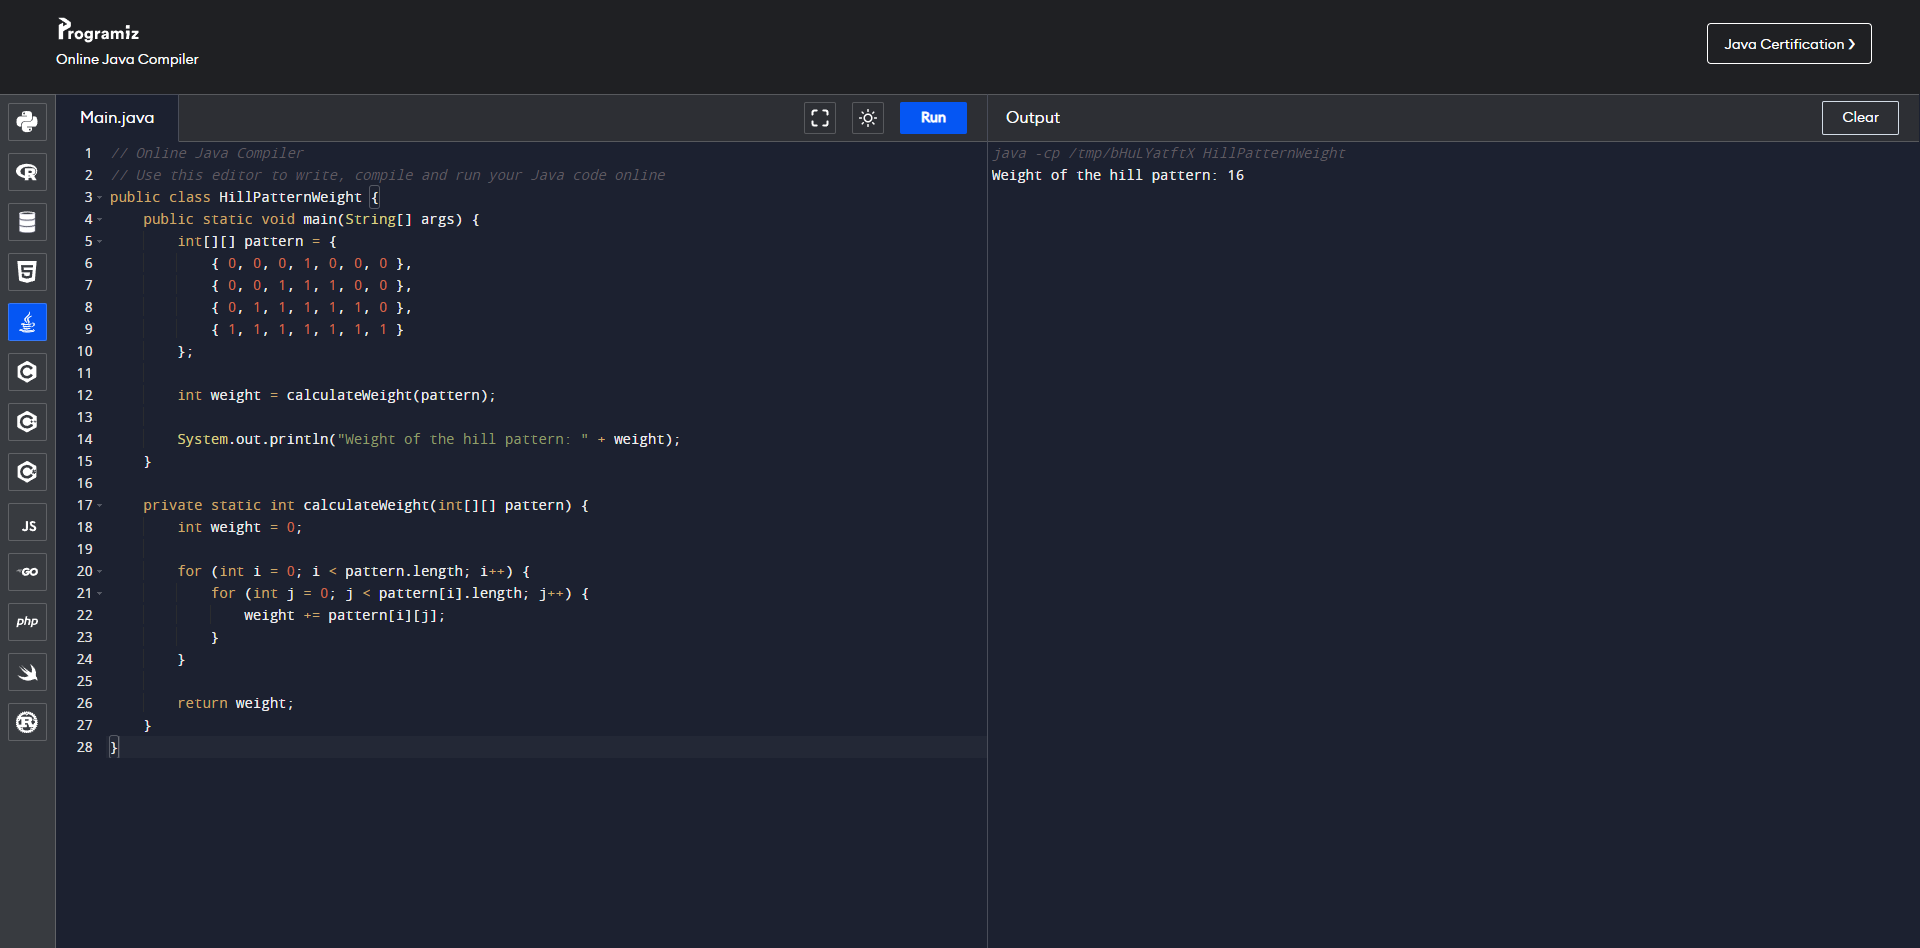 Programiz
Online Java Compiler
Java Certification ❯
Main.java
Run
Output
Clear
1 // Online Java Compiler
2 // Use this editor to write, compile and run your Java code online
3 public class HillPatternWeight {
4     public static void main(String[] args) {
5         int[][] pattern = {
6             { 0, 0, 0, 1, 0, 0, 0 },
7             { 0, 0, 1, 1, 1, 0, 0 },
8             { 0, 1, 1, 1, 1, 1, 0 },
9             { 1, 1, 1, 1, 1, 1, 1 }
10         };
11
12         int weight = calculateWeight(pattern);
13
14         System.out.println("Weight of the hill pattern: " + weight);
15     }
16
17     private static int calculateWeight(int[][] pattern) {
18         int weight = 0;
19
20         for (int i = 0; i < pattern.length; i++) {
21             for (int j = 0; j < pattern[i].length; j++) {
22                 weight += pattern[i][j];
23             }
24         }
25
26         return weight;
27     }
28 }
java -cp /tmp/bHuLYatftX HillPatternWeight
Weight of the hill pattern: 16
R
5
C
C
C
JS
GO
php
R